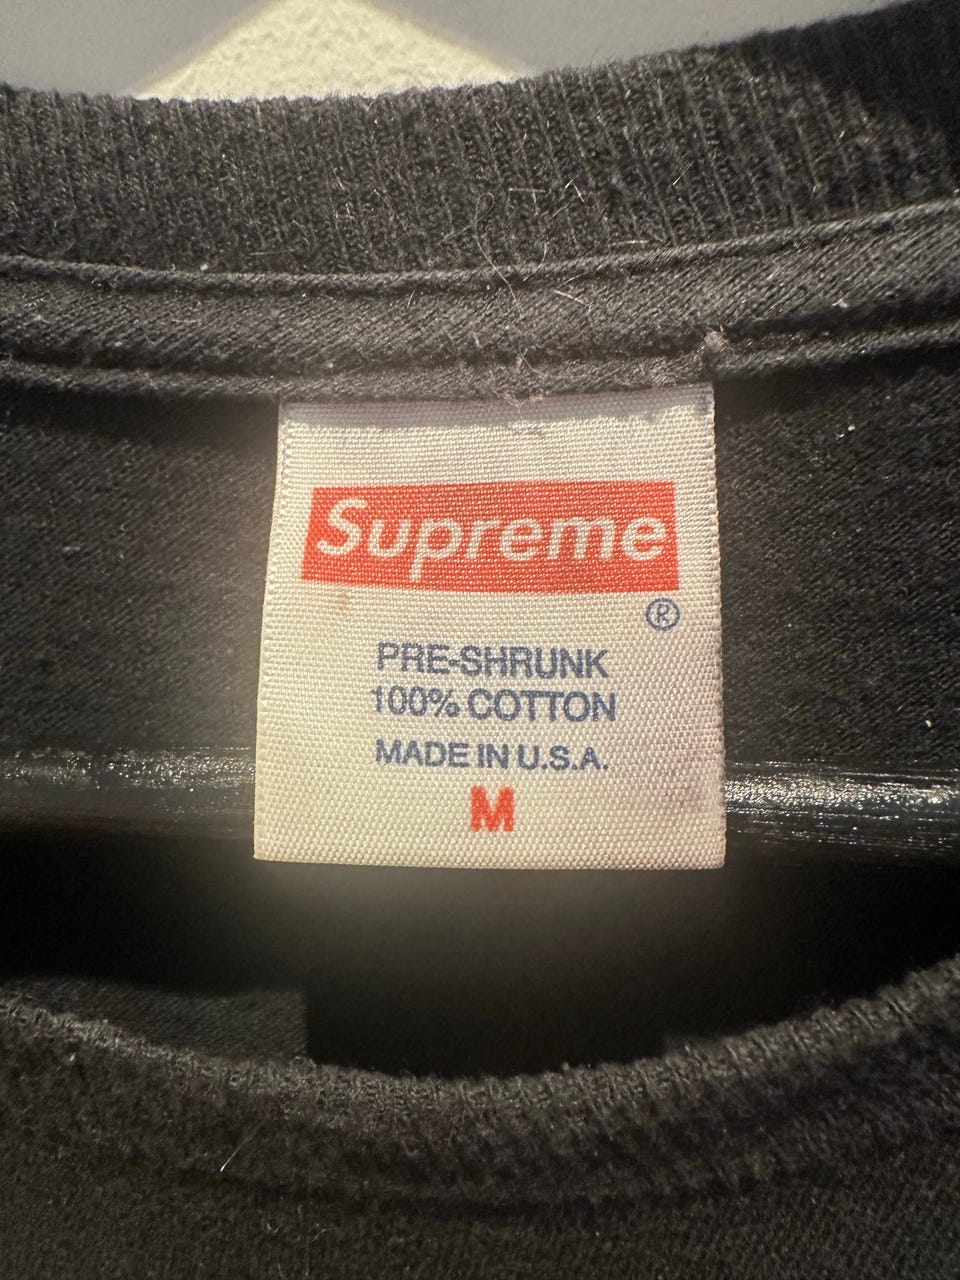 Supreme
®
PRE-SHRUNK
100% COTTON
MADE IN U.S.A.
M